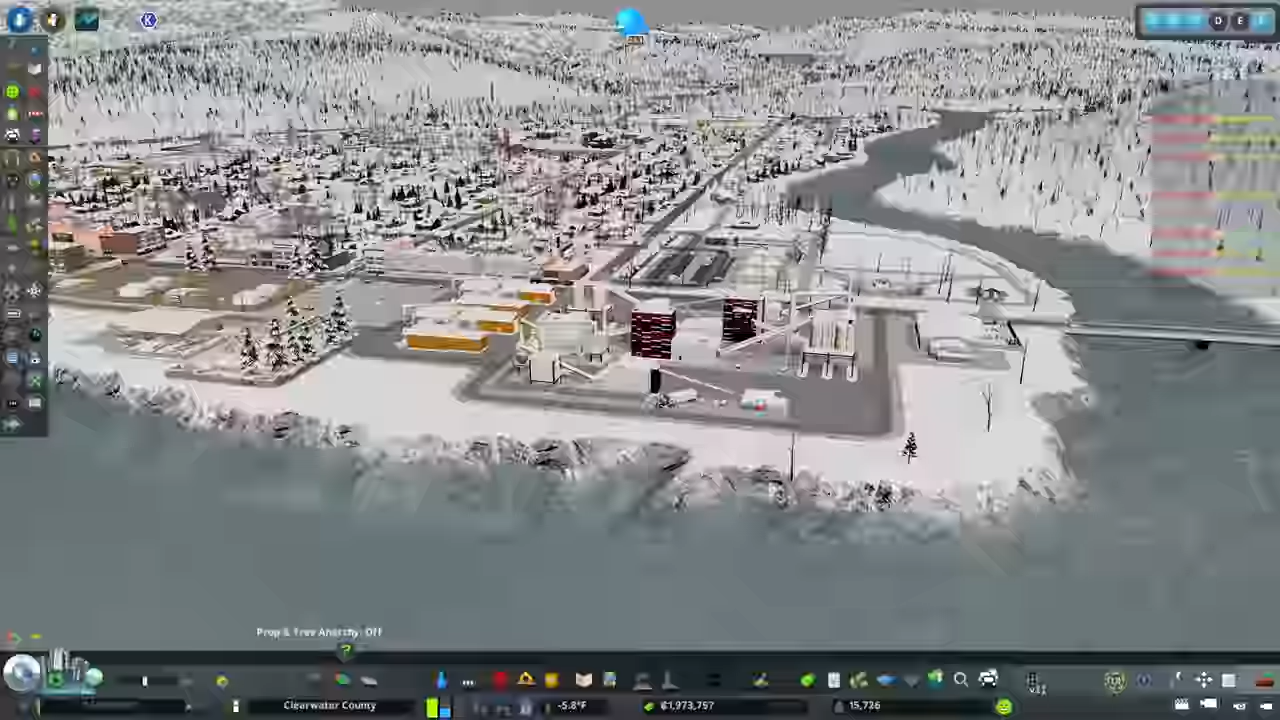 K
D E
Prop & Tree Anarchy: Off
?
Clearwater County
-5.8°F
₡1,973,757
15,726